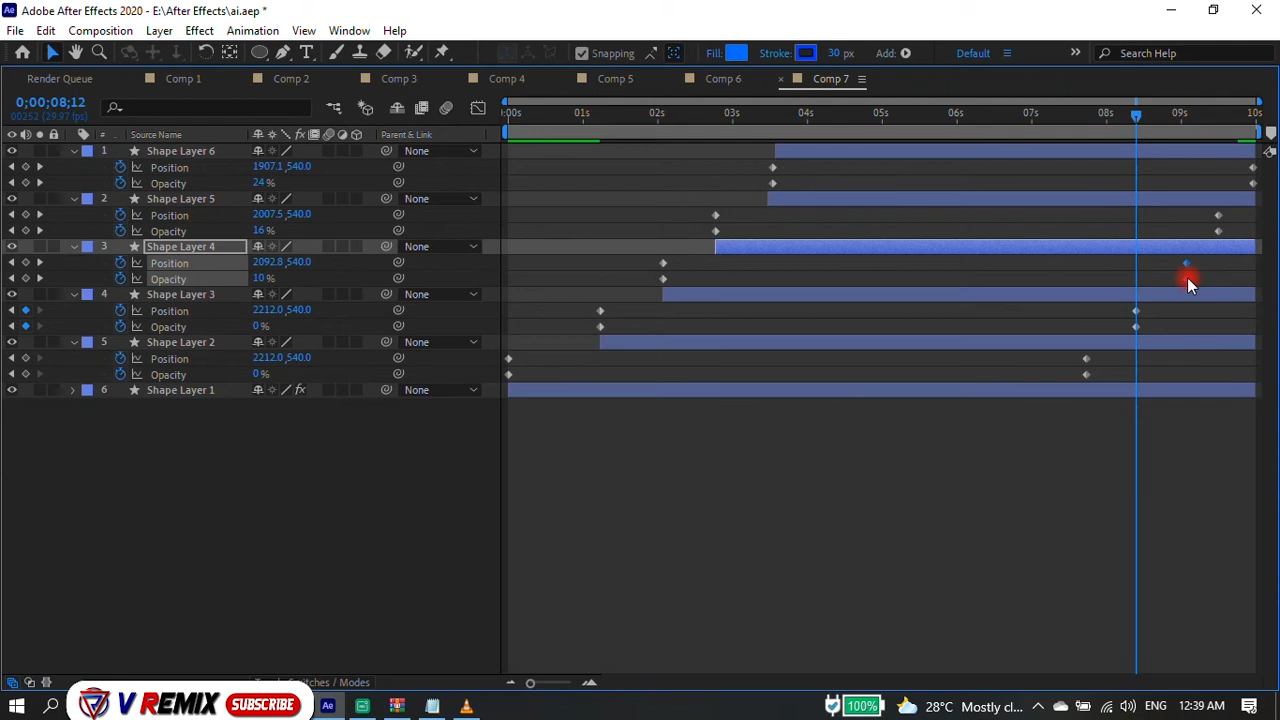 Adobe After Effects 2020 - E:\After Effects\ai.aep *
File Edit Composition Layer Effect Animation View Window Help
Snapping Fill: Stroke: 30 px Add: Default Search Help
Render Queue Comp 1 Comp 2 Comp 3 Comp 4 Comp 5 Comp 6 × Comp 7
0;00;08;12
00252 (29.97 fps)
:00s 01s 02s 03s 04s 05s 06s 07s 08s 09s 10s
# Source Name Parent & Link
1 Shape Layer 6 None
Position 1907.1,540.0
Opacity 24 %
2 Shape Layer 5 None
Position 2007.5,540.0
Opacity 16 %
3 Shape Layer 4 None
Position 2092.8,540.0
Opacity 10 %
4 Shape Layer 3 None
Position 2212.0,540.0
Opacity 0 %
5 Shape Layer 2 None
Position 2212.0,540.0
Opacity 0 %
6 Shape Layer 1 fx None
Switches / Modes
V REMIX SUBSCRIBE Ae 100% 28°C Mostly cl... ENG 12:39 AM